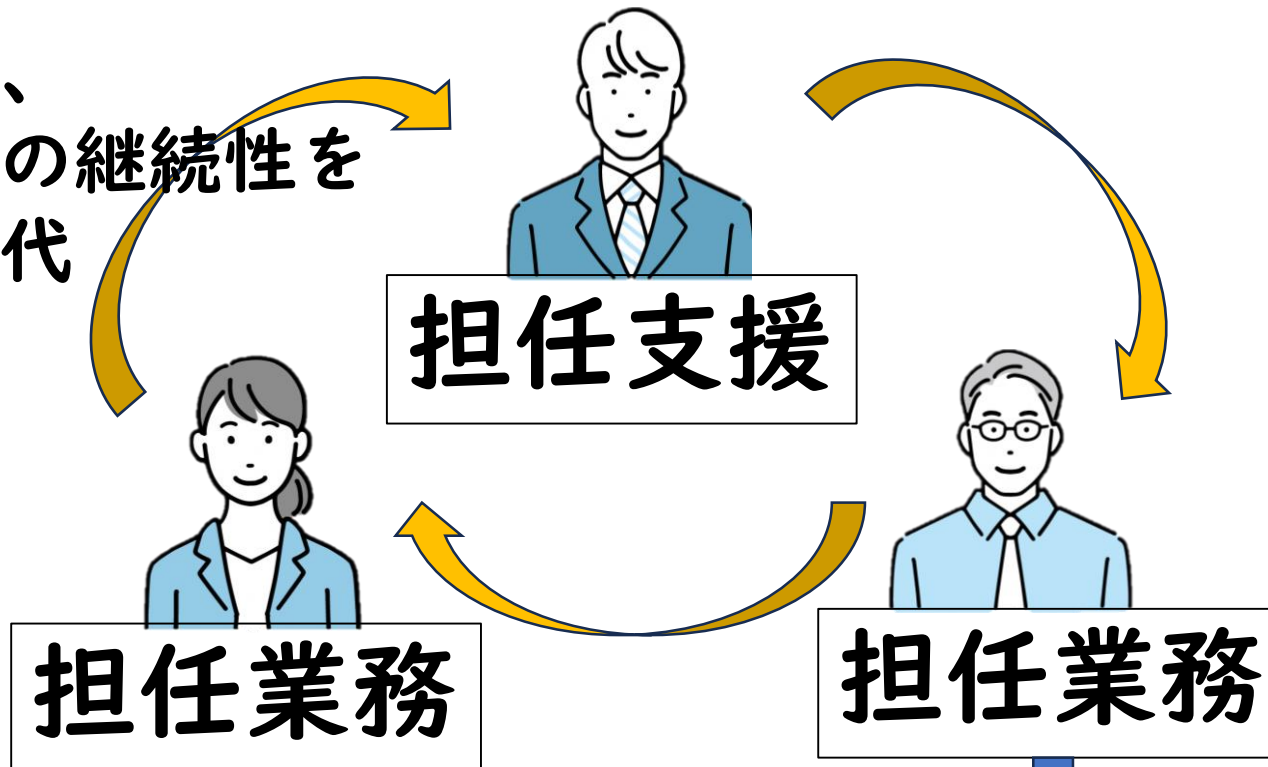 、
の継続性を
代
担任支援
担任業務
担任業務